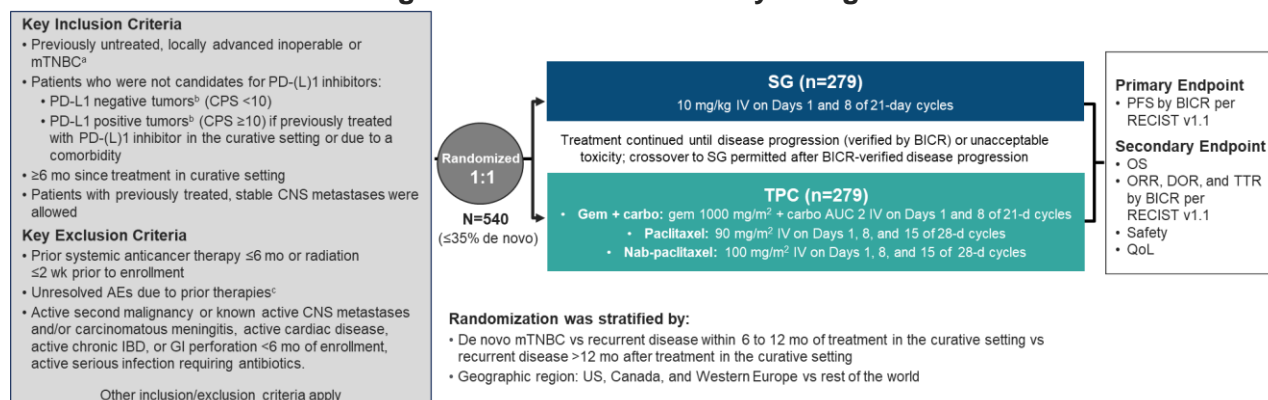 Key Inclusion Criteria
• Previously untreated, locally advanced inoperable or
mTNBCᵃ
• Patients who were not candidates for PD-(L)1 inhibitors:
• PD-L1 negative tumorsᵇ (CPS <10)
• PD-L1 positive tumorsᵇ (CPS ≥10) if previously treated
with PD-(L)1 inhibitor in the curative setting or due to a
comorbidity
• ≥6 mo since treatment in curative setting
• Patients with previously treated, stable CNS metastases were
allowed
Key Exclusion Criteria
• Prior systemic anticancer therapy ≤6 mo or radiation
≤2 wk prior to enrollment
• Unresolved AEs due to prior therapiesᶜ
• Active second malignancy or known active CNS metastases
and/or carcinomatous meningitis, active cardiac disease,
active chronic IBD, or GI perforation <6 mo of enrollment,
active serious infection requiring antibiotics.
Other inclusion/exclusion criteria apply
Randomized
1:1
N=540
(≤35% de novo)
SG (n=279)
10 mg/kg IV on Days 1 and 8 of 21-day cycles
Treatment continued until disease progression (verified by BICR) or unacceptable
toxicity; crossover to SG permitted after BICR-verified disease progression
TPC (n=279)
• Gem + carbo: gem 1000 mg/m² + carbo AUC 2 IV on Days 1 and 8 of 21-d cycles
• Paclitaxel: 90 mg/m² IV on Days 1, 8, and 15 of 28-d cycles
• Nab-paclitaxel: 100 mg/m² IV on Days 1, 8, and 15 of 28-d cycles
Primary Endpoint
• PFS by BICR per
RECIST v1.1
Secondary Endpoint
• OS
• ORR, DOR, and TTR
by BICR per
RECIST v1.1
• Safety
• QoL
Randomization was stratified by:
• De novo mTNBC vs recurrent disease within 6 to 12 mo of treatment in the curative setting vs
recurrent disease >12 mo after treatment in the curative setting
• Geographic region: US, Canada, and Western Europe vs rest of the world